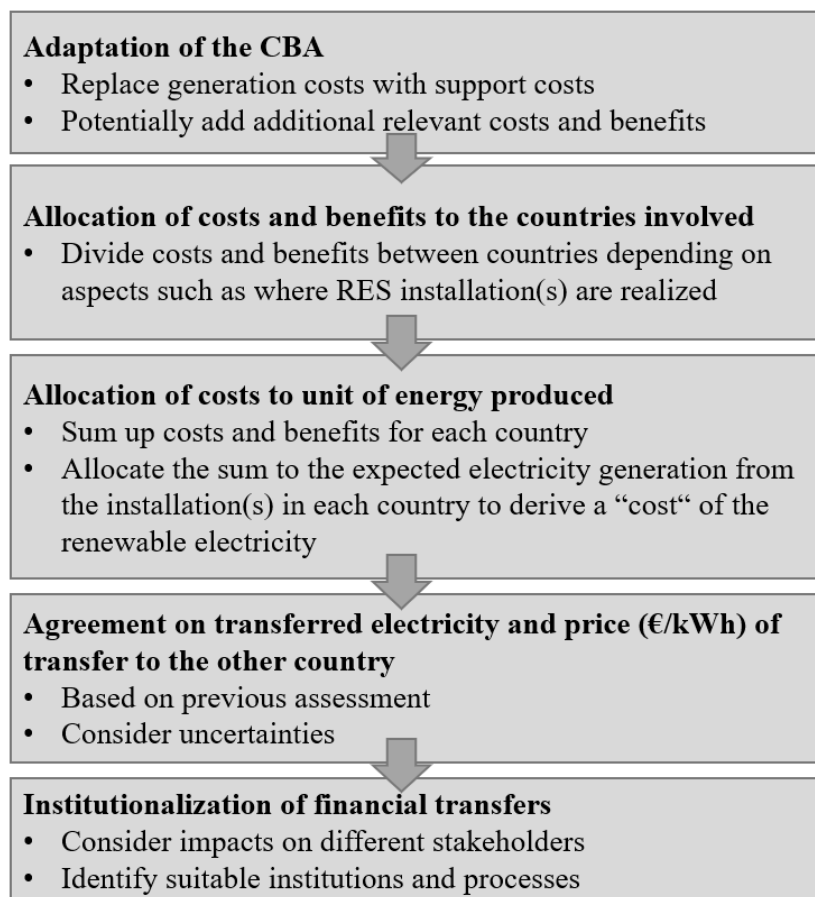 Adaptation of the CBA
• Replace generation costs with support costs
• Potentially add additional relevant costs and benefits
Allocation of costs and benefits to the countries involved
• Divide costs and benefits between countries depending on
aspects such as where RES installation(s) are realized
Allocation of costs to unit of energy produced
• Sum up costs and benefits for each country
• Allocate the sum to the expected electricity generation from
the installation(s) in each country to derive a “cost“ of the
renewable electricity
Agreement on transferred electricity and price (€/kWh) of
transfer to the other country
• Based on previous assessment
• Consider uncertainties
Institutionalization of financial transfers
• Consider impacts on different stakeholders
• Identify suitable institutions and processes